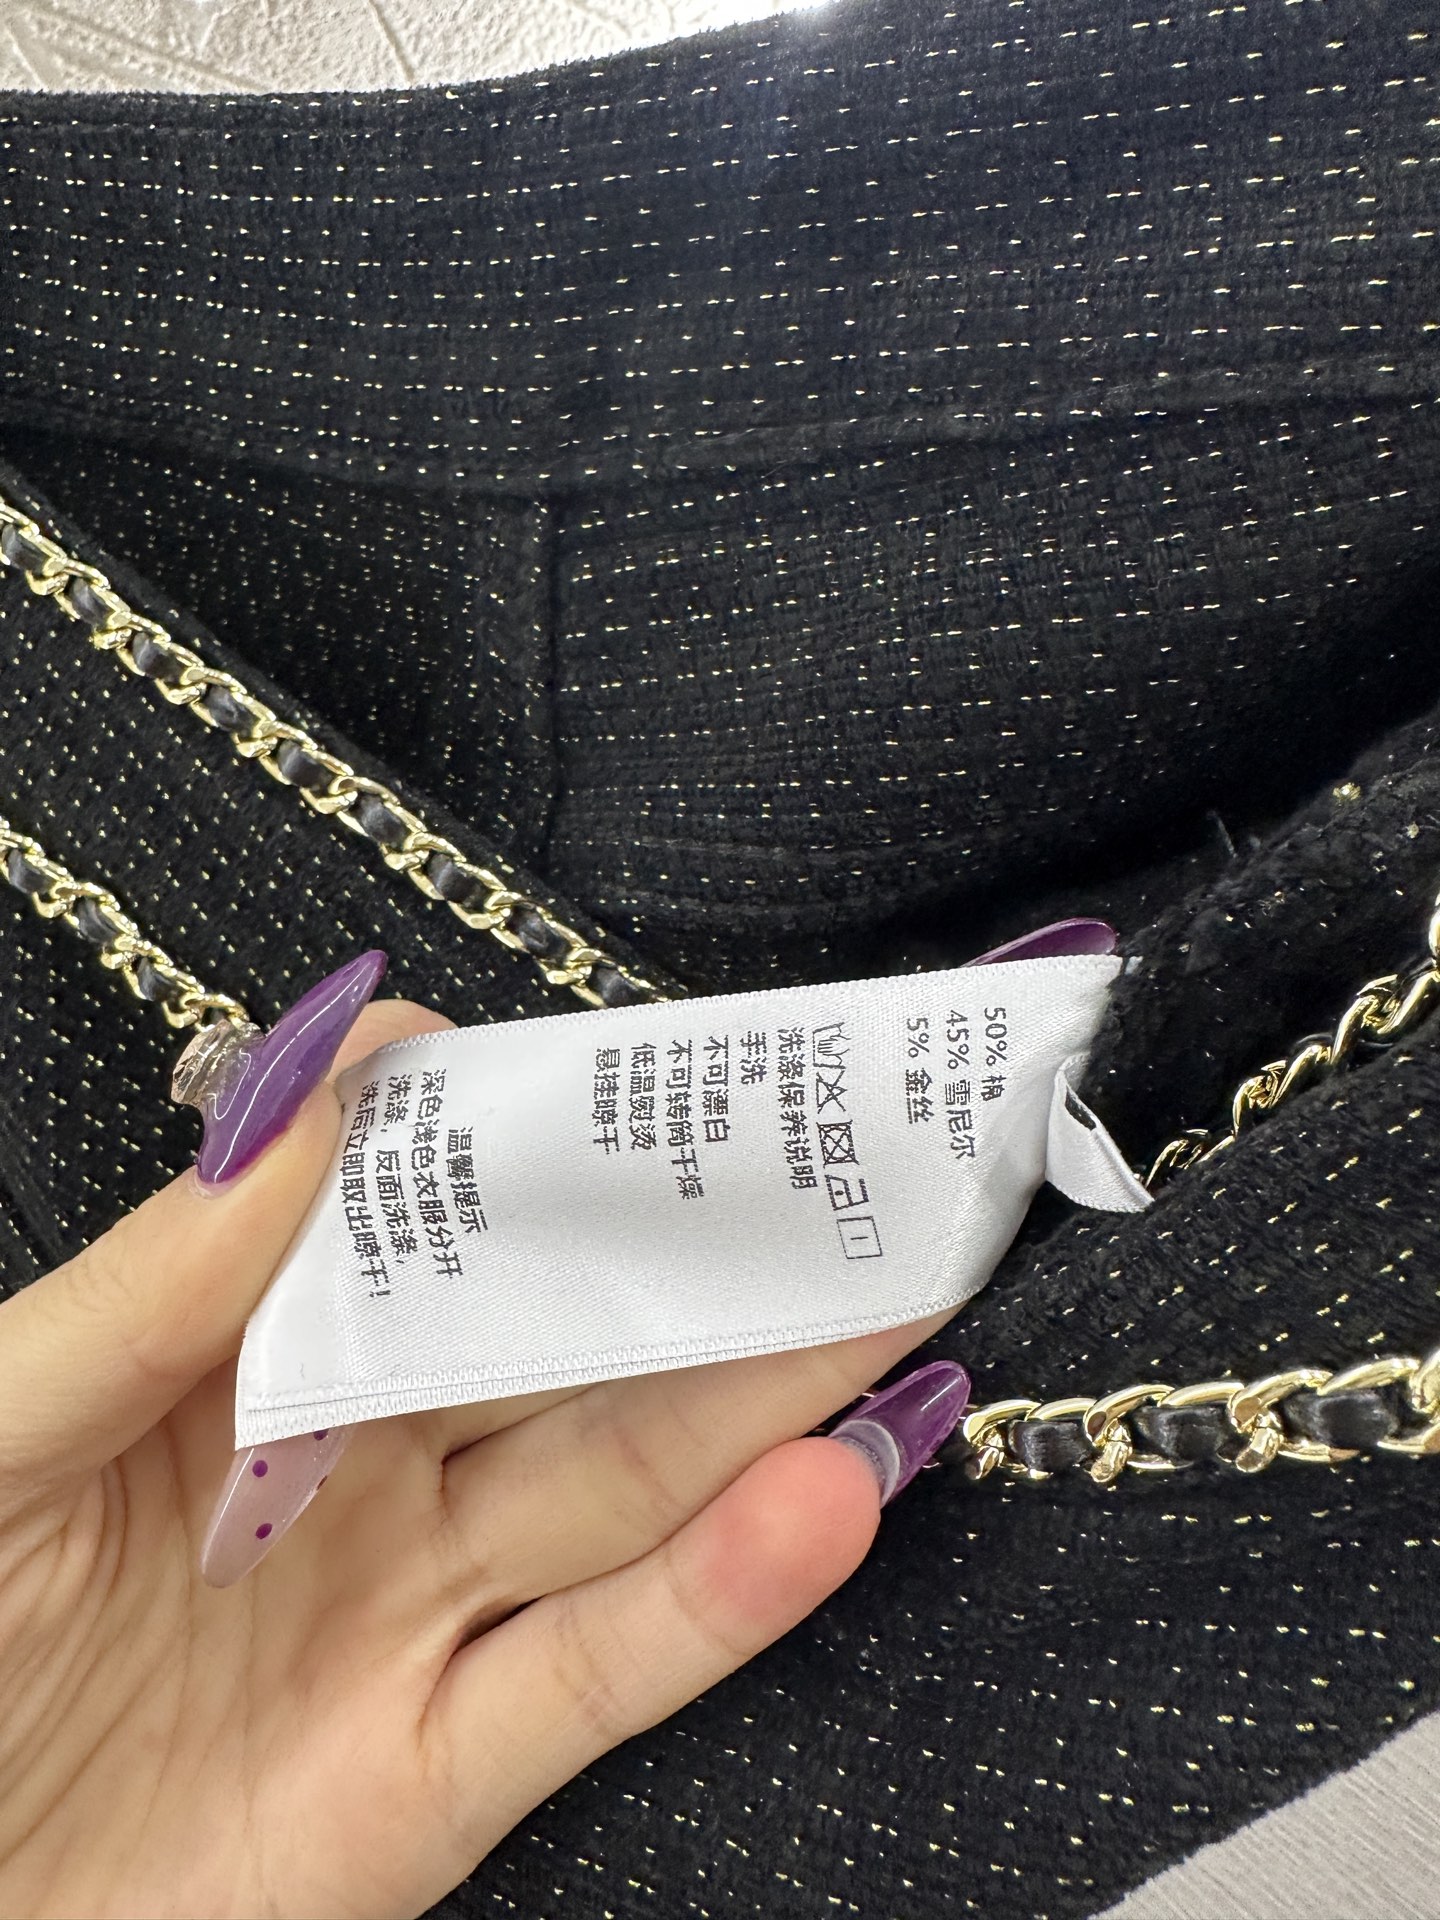 50% 棉
45% 雪尼尔
5% 金丝
洗涤保养说明
手洗
不可漂白
不可转筒干燥
低温熨烫
悬挂晾干
温馨提示
深色浅色衣服分开
洗涤，反面洗涤，
洗后立即取出晾干！